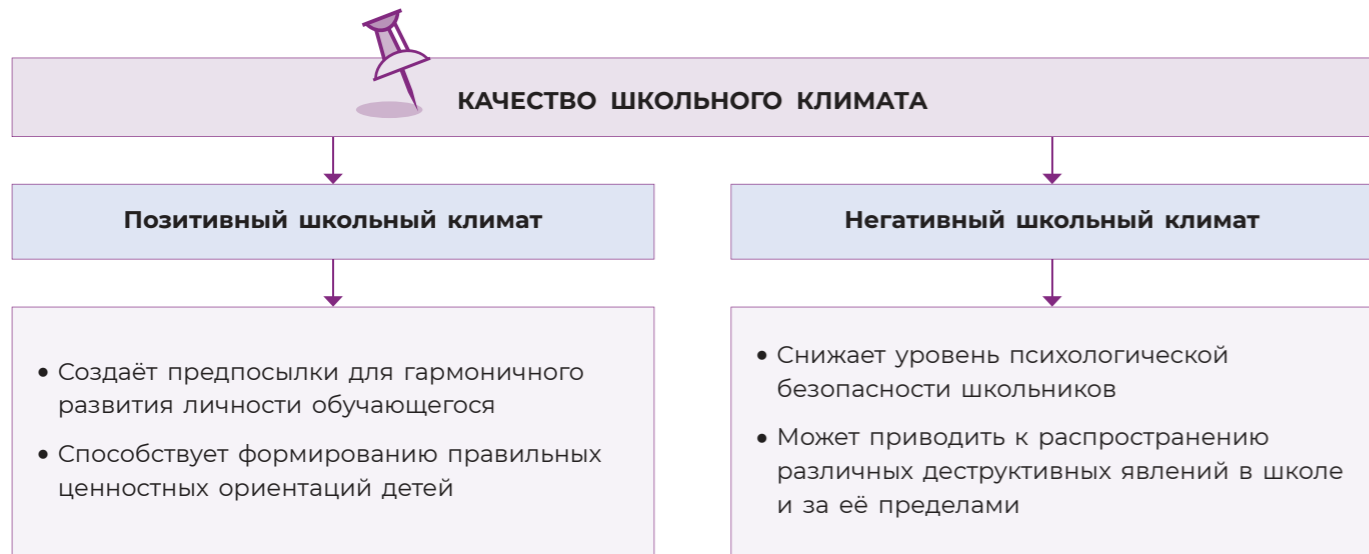 КАЧЕСТВО ШКОЛЬНОГО КЛИМАТА
Позитивный школьный климат
• Создаёт предпосылки для гармоничного
развития личности обучающегося
• Способствует формированию правильных
ценностных ориентаций детей
Негативный школьный климат
• Снижает уровень психологической
безопасности школьников
• Может приводить к распространению
различных деструктивных явлений в школе
и за её пределами